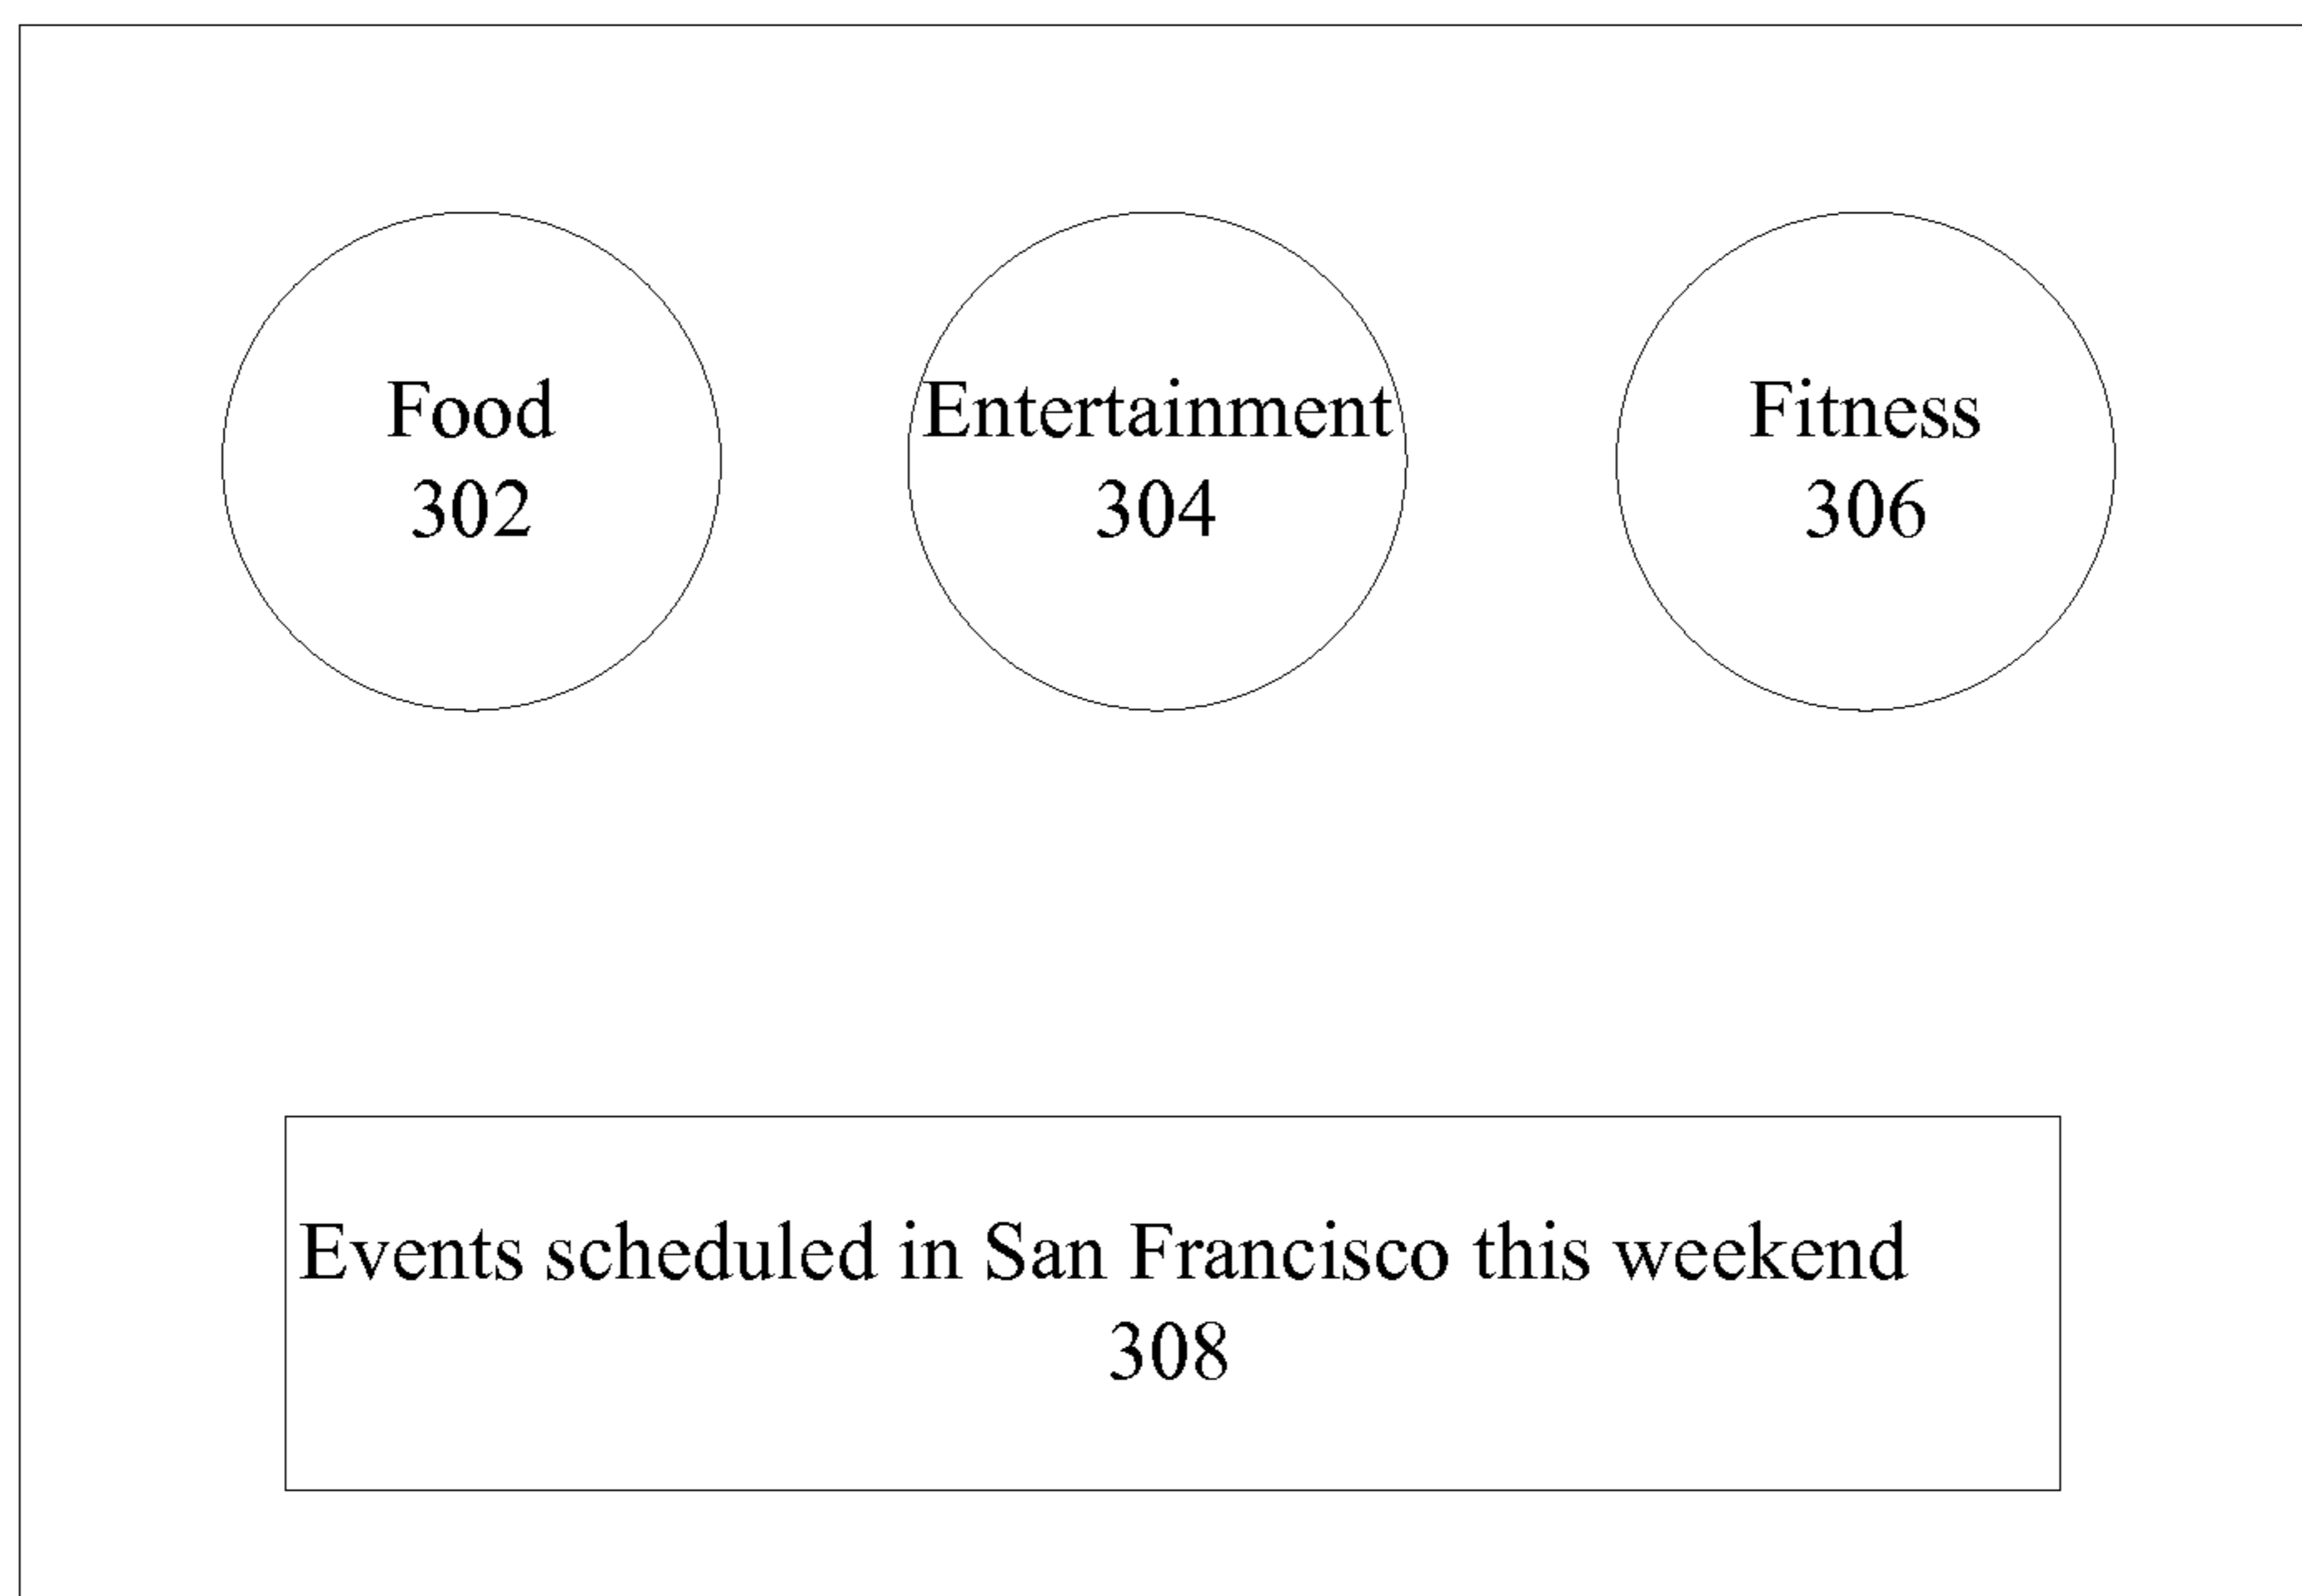 Food
302
Entertainment
304
Fitness
306
Events scheduled in San Francisco this weekend
308